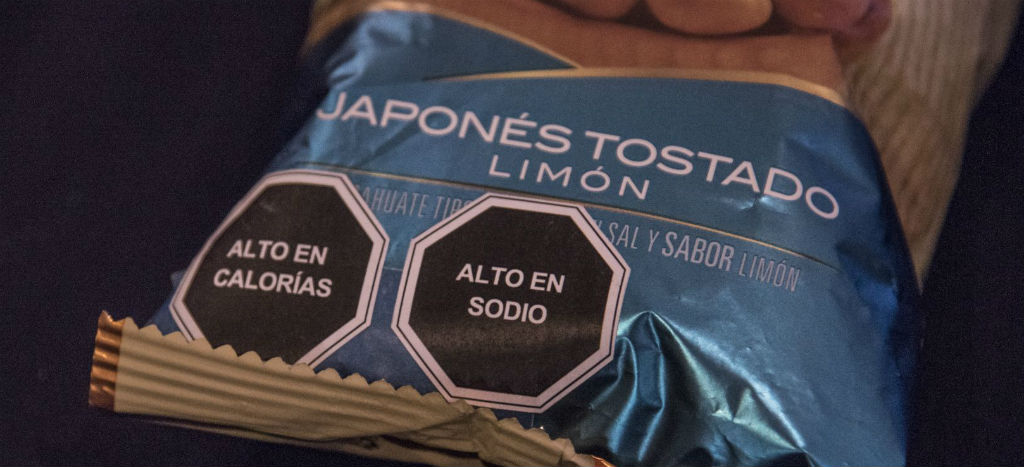 JAPONÉS TOSTADO
LIMÓN
SAL Y SABOR LIMÓN
ALTO EN
CALORÍAS
ALTO EN
SODIO